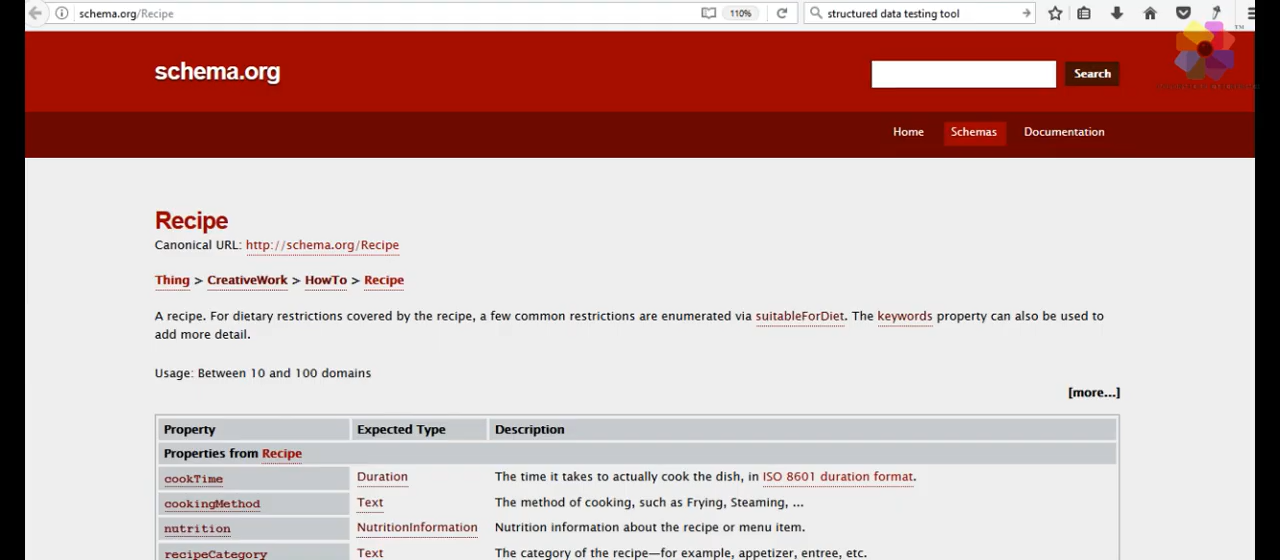 schema.org/Recipe
110%
structured data testing tool
schema.org
Search
Home Schemas Documentation
Recipe
Canonical URL: http://schema.org/Recipe
Thing > CreativeWork > HowTo > Recipe
A recipe. For dietary restrictions covered by the recipe, a few common restrictions are enumerated via suitableForDiet. The keywords property can also be used to
add more detail.
Usage: Between 10 and 100 domains
[more...]
Property Expected Type Description
Properties from Recipe
cookTime Duration The time it takes to actually cook the dish, in ISO 8601 duration format.
cookingMethod Text The method of cooking, such as Frying, Steaming, ...
nutrition NutritionInformation Nutrition information about the recipe or menu item.
recipeCategory Text The category of the recipe—for example, appetizer, entree, etc.